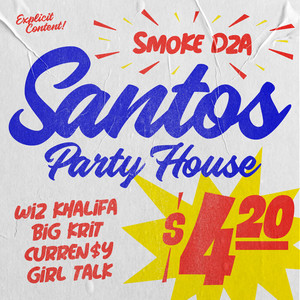 Explicit
Content!
SMOKE DZA
Santos
Party House
WIZ KHALIFA
BIG KRIT
CURREN$Y
GIRL TALK
$4.20